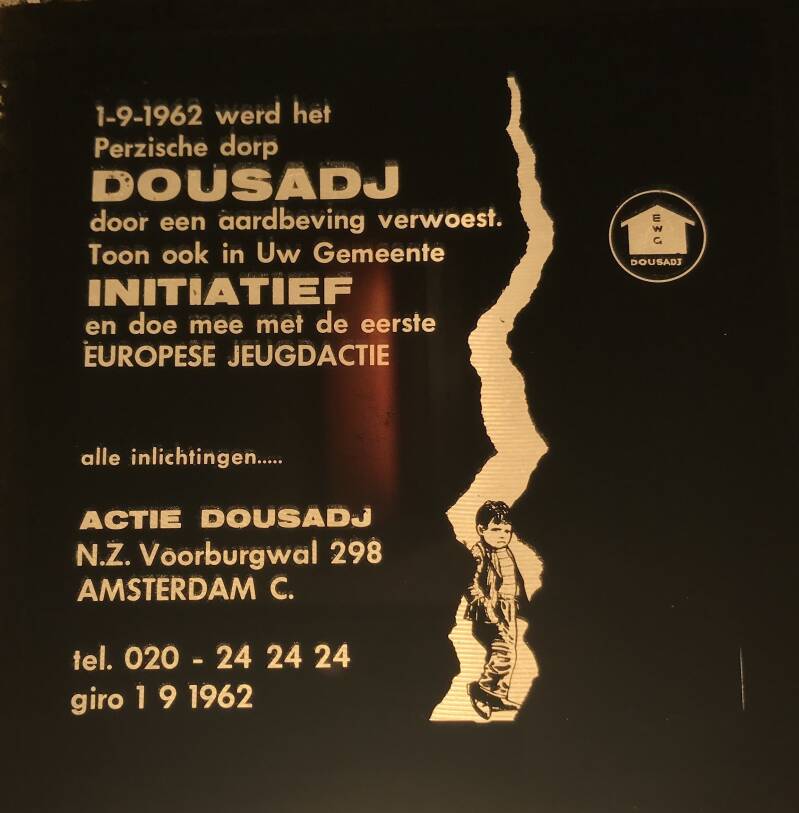 1-9-1962 werd het
Perzische dorp
DOUSADJ
door een aardbeving verwoest.
Toon ook in Uw Gemeente
INITIATIEF
en doe mee met de eerste
EUROPESE JEUGDACTIE
alle inlichtingen.....
ACTIE DOUSADJ
N.Z. Voorburgwal 298
AMSTERDAM C.
tel. 020 - 24 24 24
giro 1 9 1962
E
W
G
DOUSADJ